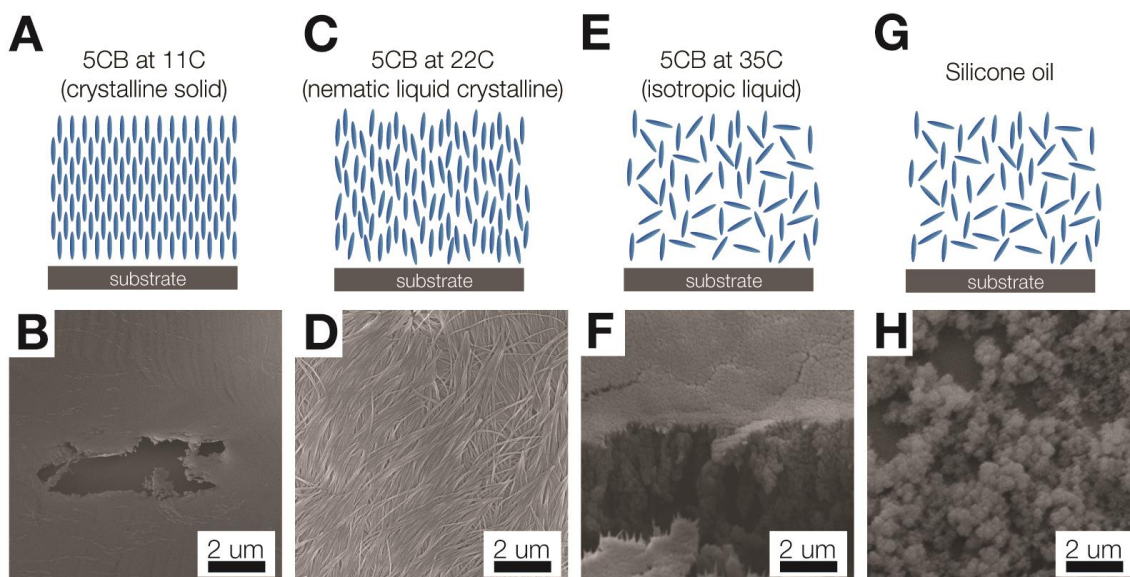 A
5CB at 11C
(crystalline solid)
substrate
B
2 um
C
5CB at 22C
(nematic liquid crystalline)
substrate
D
2 um
E
5CB at 35C
(isotropic liquid)
substrate
F
2 um
G
Silicone oil
substrate
H
2 um